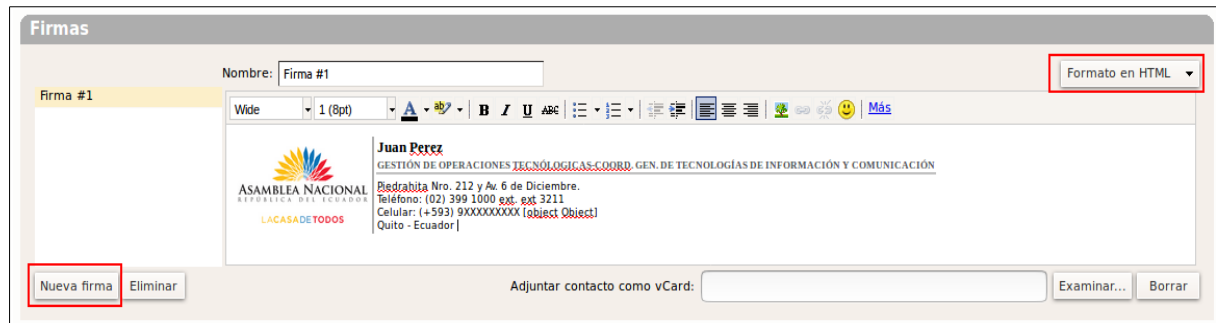 Firmas
Nombre: Firma #1
Formato en HTML
Firma #1
Wide 1 (8pt) A ab B I U ABC Más
Juan Perez
GESTIÓN DE OPERACIONES TECNÓLOGICAS-COORD. GEN. DE TECNOLOGÍAS DE INFORMACIÓN Y COMUNICACIÓN
ASAMBLEA NACIONAL
REPÚBLICA DEL ECUADOR
LACASADETODOS
Piedrahita Nro. 212 y Av. 6 de Diciembre.
Teléfono: (02) 399 1000 ext. ext 3211
Celular: (+593) 9XXXXXXXXX [object Object]
Quito - Ecuador
Nueva firma Eliminar Adjuntar contacto como vCard: Examinar... Borrar